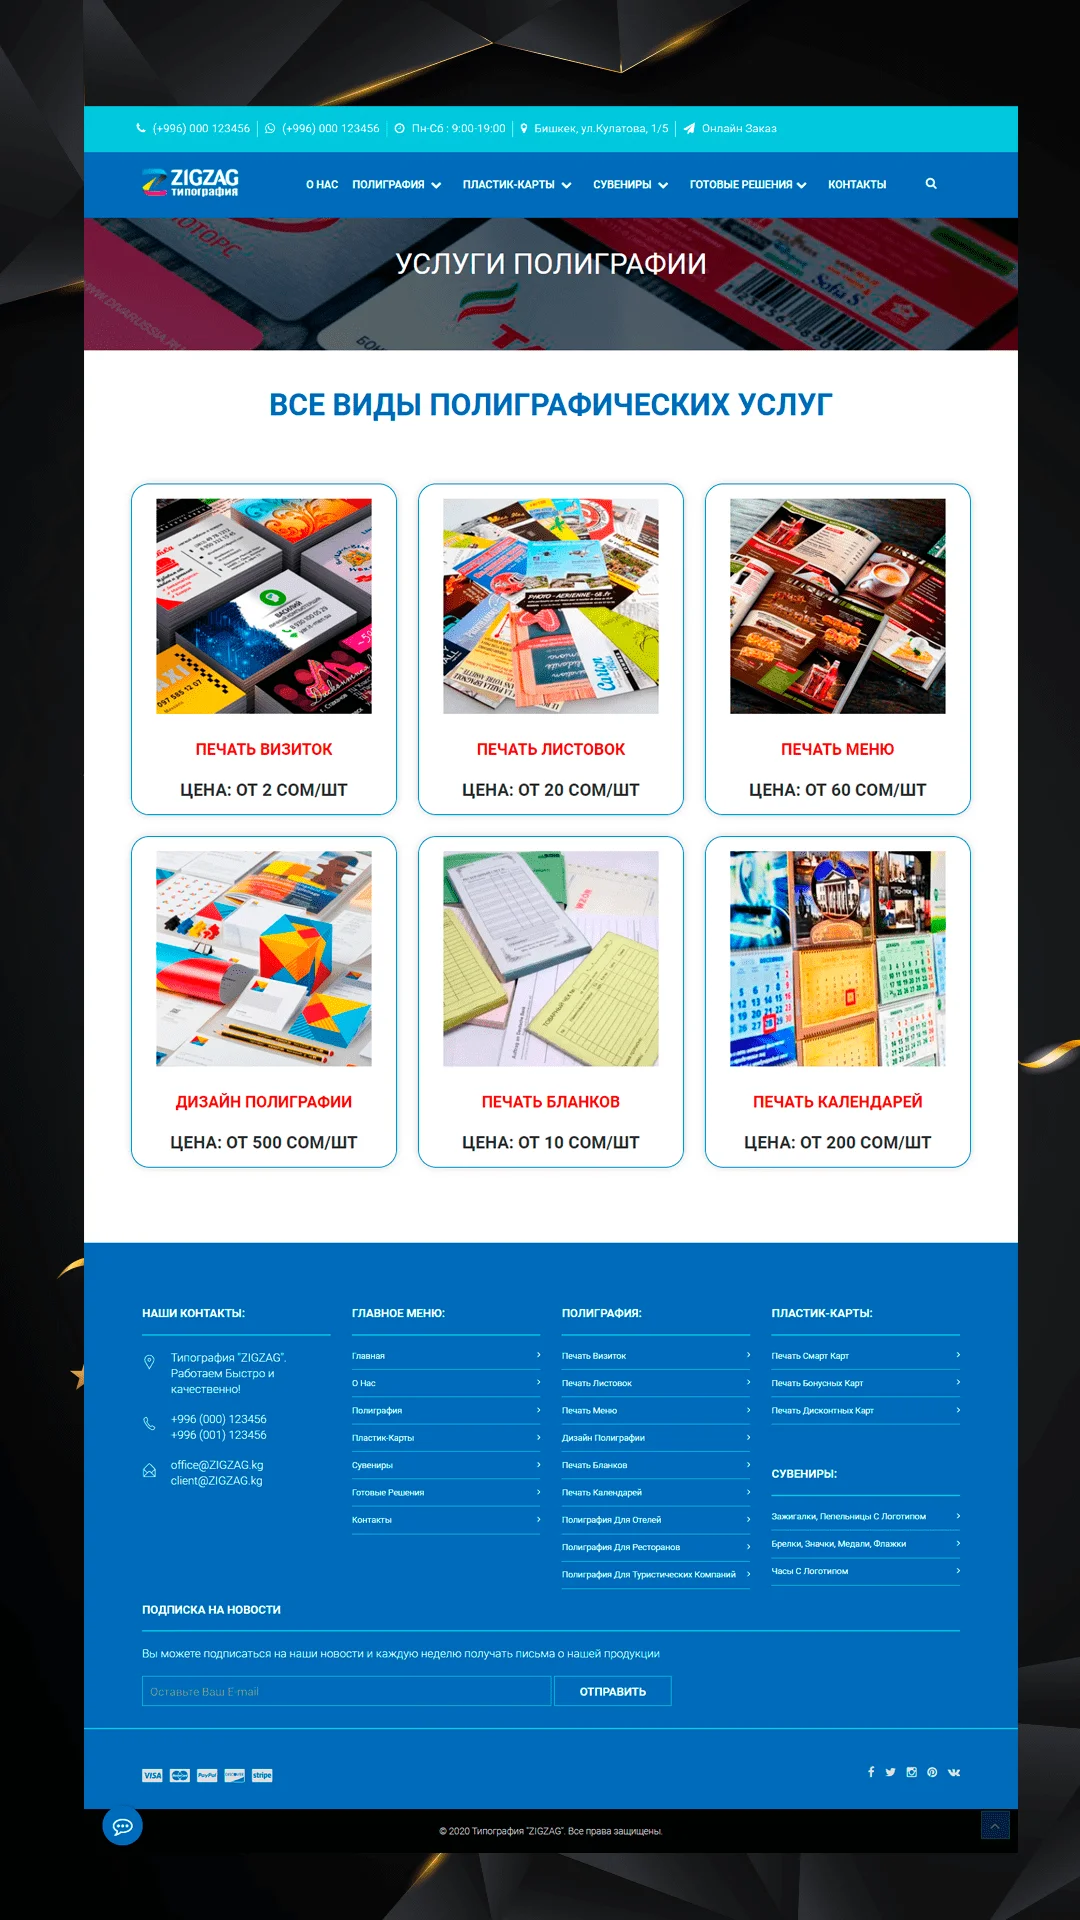 (+996) 000 123456 (+996) 000 123456 Пн-Сб : 9:00-19:00 Бишкек, ул.Кулатова, 1/5 Онлайн Заказ
ZIGZAG
типография
О НАС ПОЛИГРАФИЯ ПЛАСТИК-КАРТЫ СУВЕНИРЫ ГОТОВЫЕ РЕШЕНИЯ КОНТАКТЫ
УСЛУГИ ПОЛИГРАФИИ
ВСЕ ВИДЫ ПОЛИГРАФИЧЕСКИХ УСЛУГ
ПЕЧАТЬ ВИЗИТОК
ЦЕНА: ОТ 2 СОМ/ШТ
ПЕЧАТЬ ЛИСТОВОК
ЦЕНА: ОТ 20 СОМ/ШТ
ПЕЧАТЬ МЕНЮ
ЦЕНА: ОТ 60 СОМ/ШТ
ДИЗАЙН ПОЛИГРАФИИ
ЦЕНА: ОТ 500 СОМ/ШТ
ПЕЧАТЬ БЛАНКОВ
ЦЕНА: ОТ 10 СОМ/ШТ
ПЕЧАТЬ КАЛЕНДАРЕЙ
ЦЕНА: ОТ 200 СОМ/ШТ
НАШИ КОНТАКТЫ:
Типография "ZIGZAG".
Работаем Быстро и
качественно!
+996 (000) 123456
+996 (001) 123456
office@ZIGZAG.kg
client@ZIGZAG.kg
ГЛАВНОЕ МЕНЮ:
Главная
О Нас
Полиграфия
Пластик-Карты
Сувениры
Готовые Решения
Контакты
ПОЛИГРАФИЯ:
Печать Визиток
Печать Листовок
Печать Меню
Дизайн Полиграфии
Печать Бланков
Печать Календарей
Полиграфия Для Отелей
Полиграфия Для Ресторанов
Полиграфия Для Туристических Компаний
ПЛАСТИК-КАРТЫ:
Печать Смарт Карт
Печать Бонусных Карт
Печать Дисконтных Карт
СУВЕНИРЫ:
Зажигалки, Пепельницы С Логотипом
Брелки, Значки, Медали, Флажки
Часы С Логотипом
ПОДПИСКА НА НОВОСТИ
Вы можете подписаться на наши новости и каждую неделю получать письма о нашей продукции
Оставьте Ваш E-mail ОТПРАВИТЬ
VISA PayPal stripe
© 2020 Типография "ZIGZAG". Все права защищены.